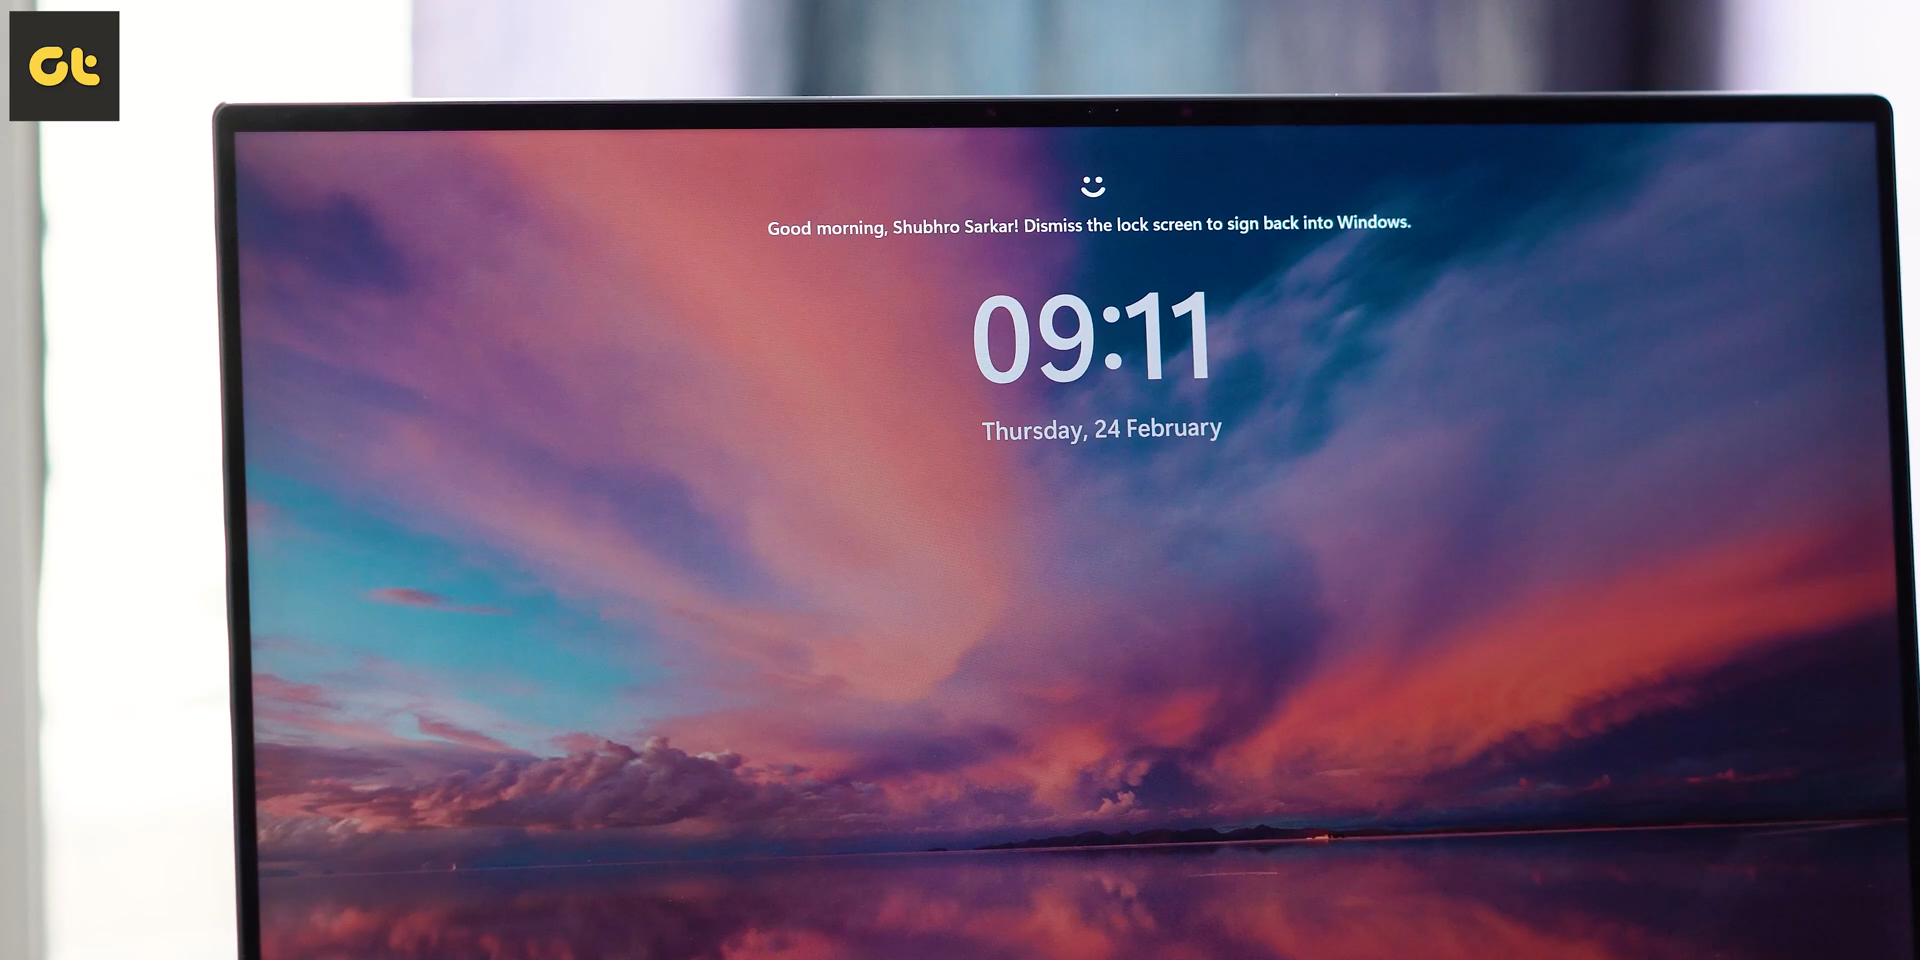 Gt
Good morning, Shubhro Sarkar! Dismiss the lock screen to sign back into Windows.
09:11
Thursday, 24 February